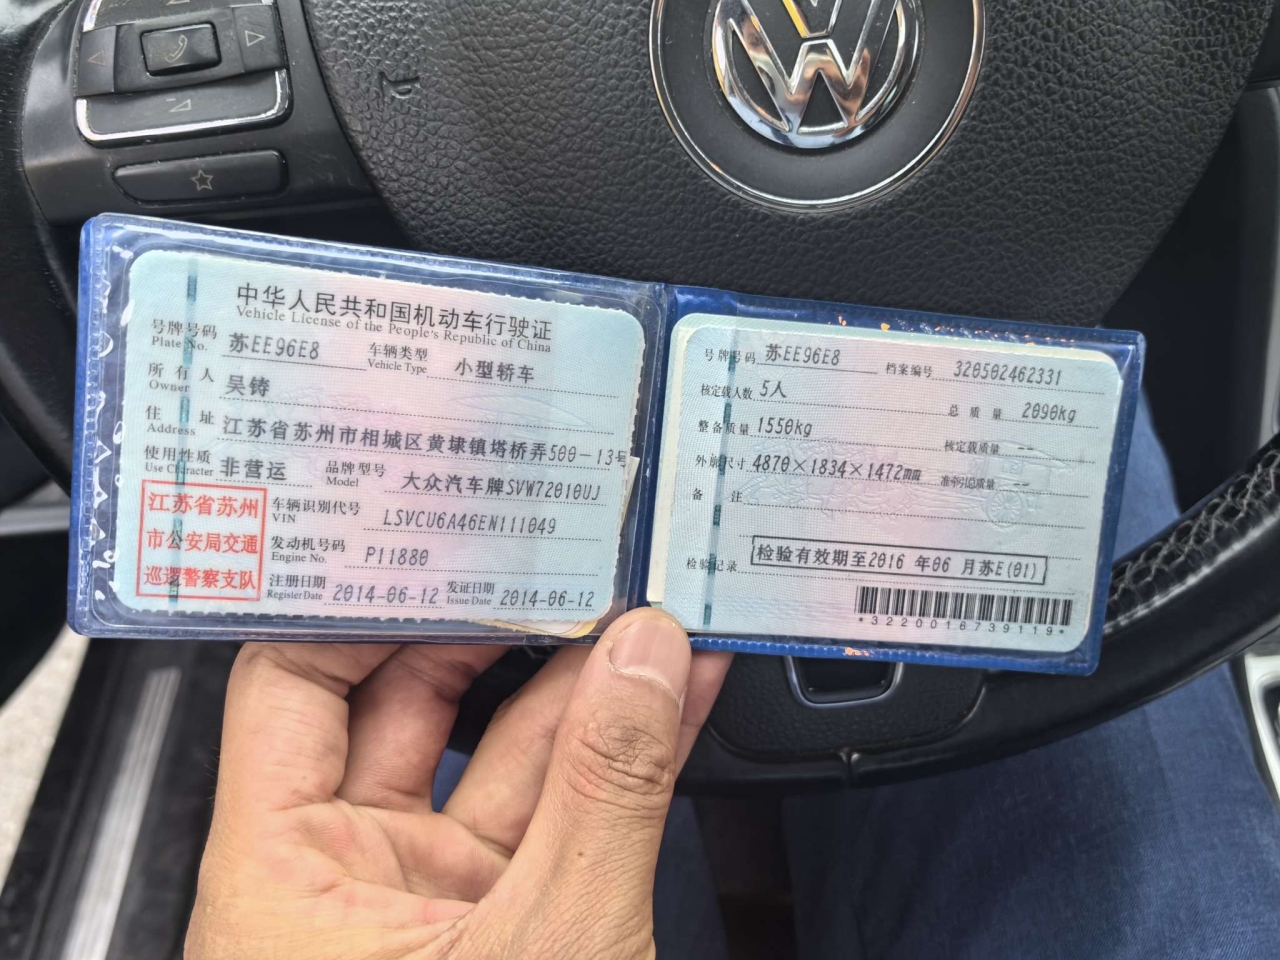 中华人民共和国机动车行驶证
Vehicle License of the People's Republic of China
号牌号码 苏EE96E8 车辆类型 小型轿车
Plate No. Vehicle Type
所有人 吴铸
Owner
住址 江苏省苏州市相城区黄埭镇塔桥弄500-13号
Address
使用性质 非营运 品牌型号 大众汽车牌SVW72010UJ
Use Character Model
江苏省苏州
市公安局交通
巡逻警察支队
车辆识别代号 LSVCU6A46EN111049
VIN
发动机号码 P11880
Engine No.
注册日期 2014-06-12 发证日期 2014-06-12
Register Date Issue Date
号牌号码 苏EE96E8 档案编号 320502462331
核定载人数 5人 总质量 2090kg
整备质量 1550kg 核定载质量 --
外廓尺寸 4870×1834×1472mm 准牵引总质量 --
备注
检验记录 检验有效期至2016 年06 月苏E(01)
*3220016739119*